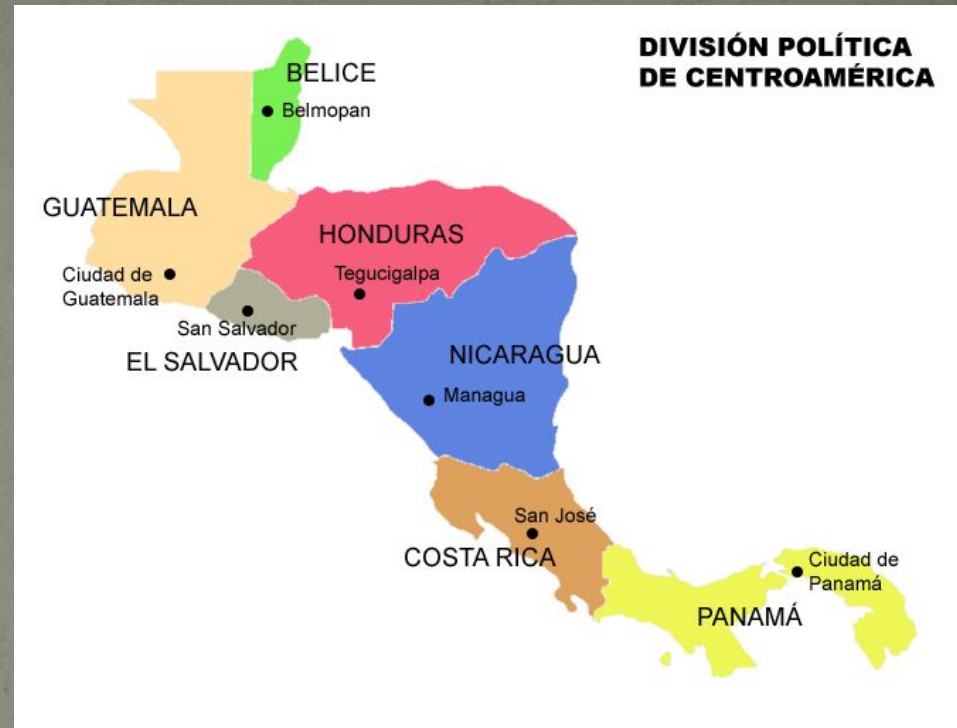 DIVISIÓN POLÍTICA
DE CENTROAMÉRICA
BELICE
Belmopan
GUATEMALA
HONDURAS
Ciudad de
Guatemala
Tegucigalpa
San Salvador
EL SALVADOR
NICARAGUA
Managua
San José
COSTA RICA
Ciudad de
Panamá
PANAMÁ